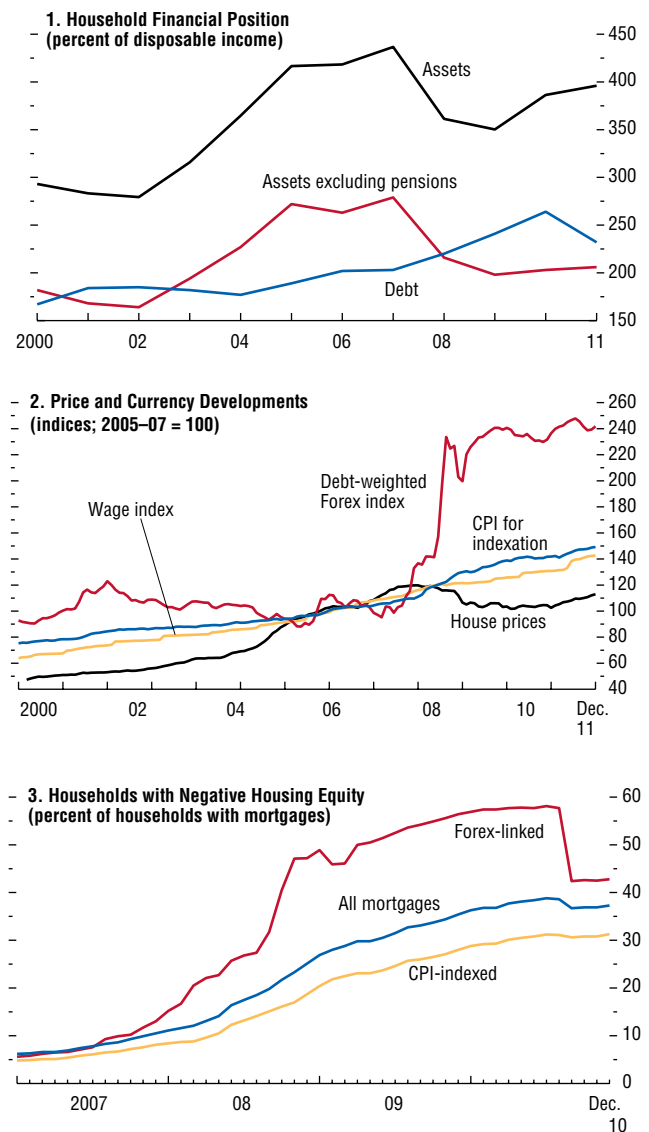 1. Household Financial Position
(percent of disposable income)
450
400
350
300
250
200
150
Assets
Assets excluding pensions
Debt
2000 02 04 06 08 10 11
2. Price and Currency Developments
(indices; 2005–07 = 100)
260
240
220
200
180
160
140
120
100
80
60
40
Debt-weighted
Forex index
Wage index
CPI for
indexation
House prices
2000 02 04 06 08 10 Dec.
11
3. Households with Negative Housing Equity
(percent of households with mortgages)
60
50
40
30
20
10
0
Forex-linked
All mortgages
CPI-indexed
2007 08 09 Dec.
10